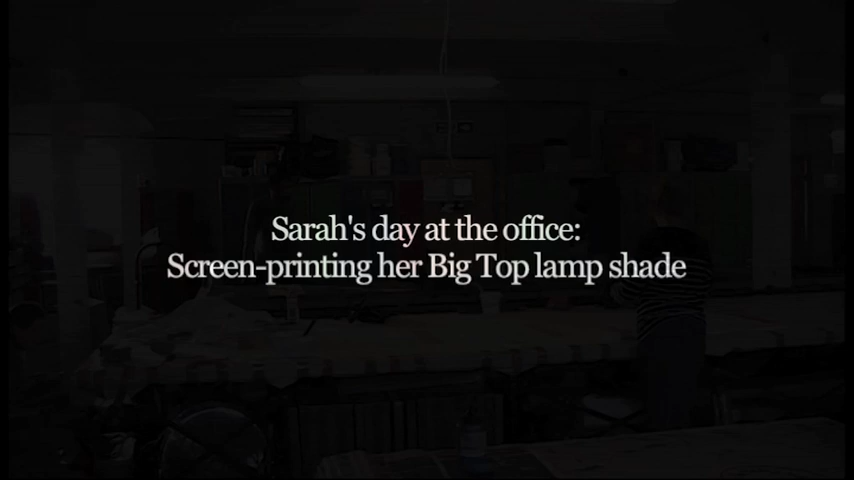 Sarah's day at the office:
Screen-printing her Big Top lamp shade